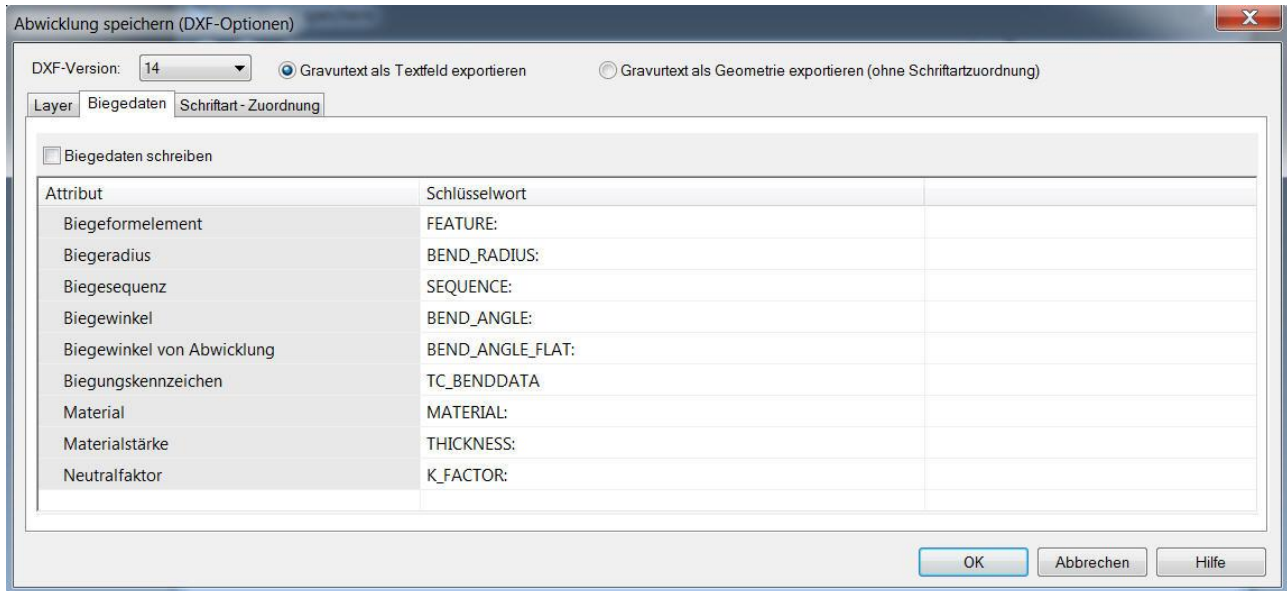 Abwicklung speichern (DXF-Optionen)
DXF-Version: 14 Gravurtext als Textfeld exportieren Gravurtext als Geometrie exportieren (ohne Schriftartzuordnung)
Layer Biegedaten Schriftart - Zuordnung
Biegedaten schreiben
Attribut Schlüsselwort
Biegeformelement FEATURE:
Biegeradius BEND_RADIUS:
Biegesequenz SEQUENCE:
Biegewinkel BEND_ANGLE:
Biegewinkel von Abwicklung BEND_ANGLE_FLAT:
Biegungskennzeichen TC_BENDDATA
Material MATERIAL:
Materialstärke THICKNESS:
Neutralfaktor K_FACTOR:
OK Abbrechen Hilfe